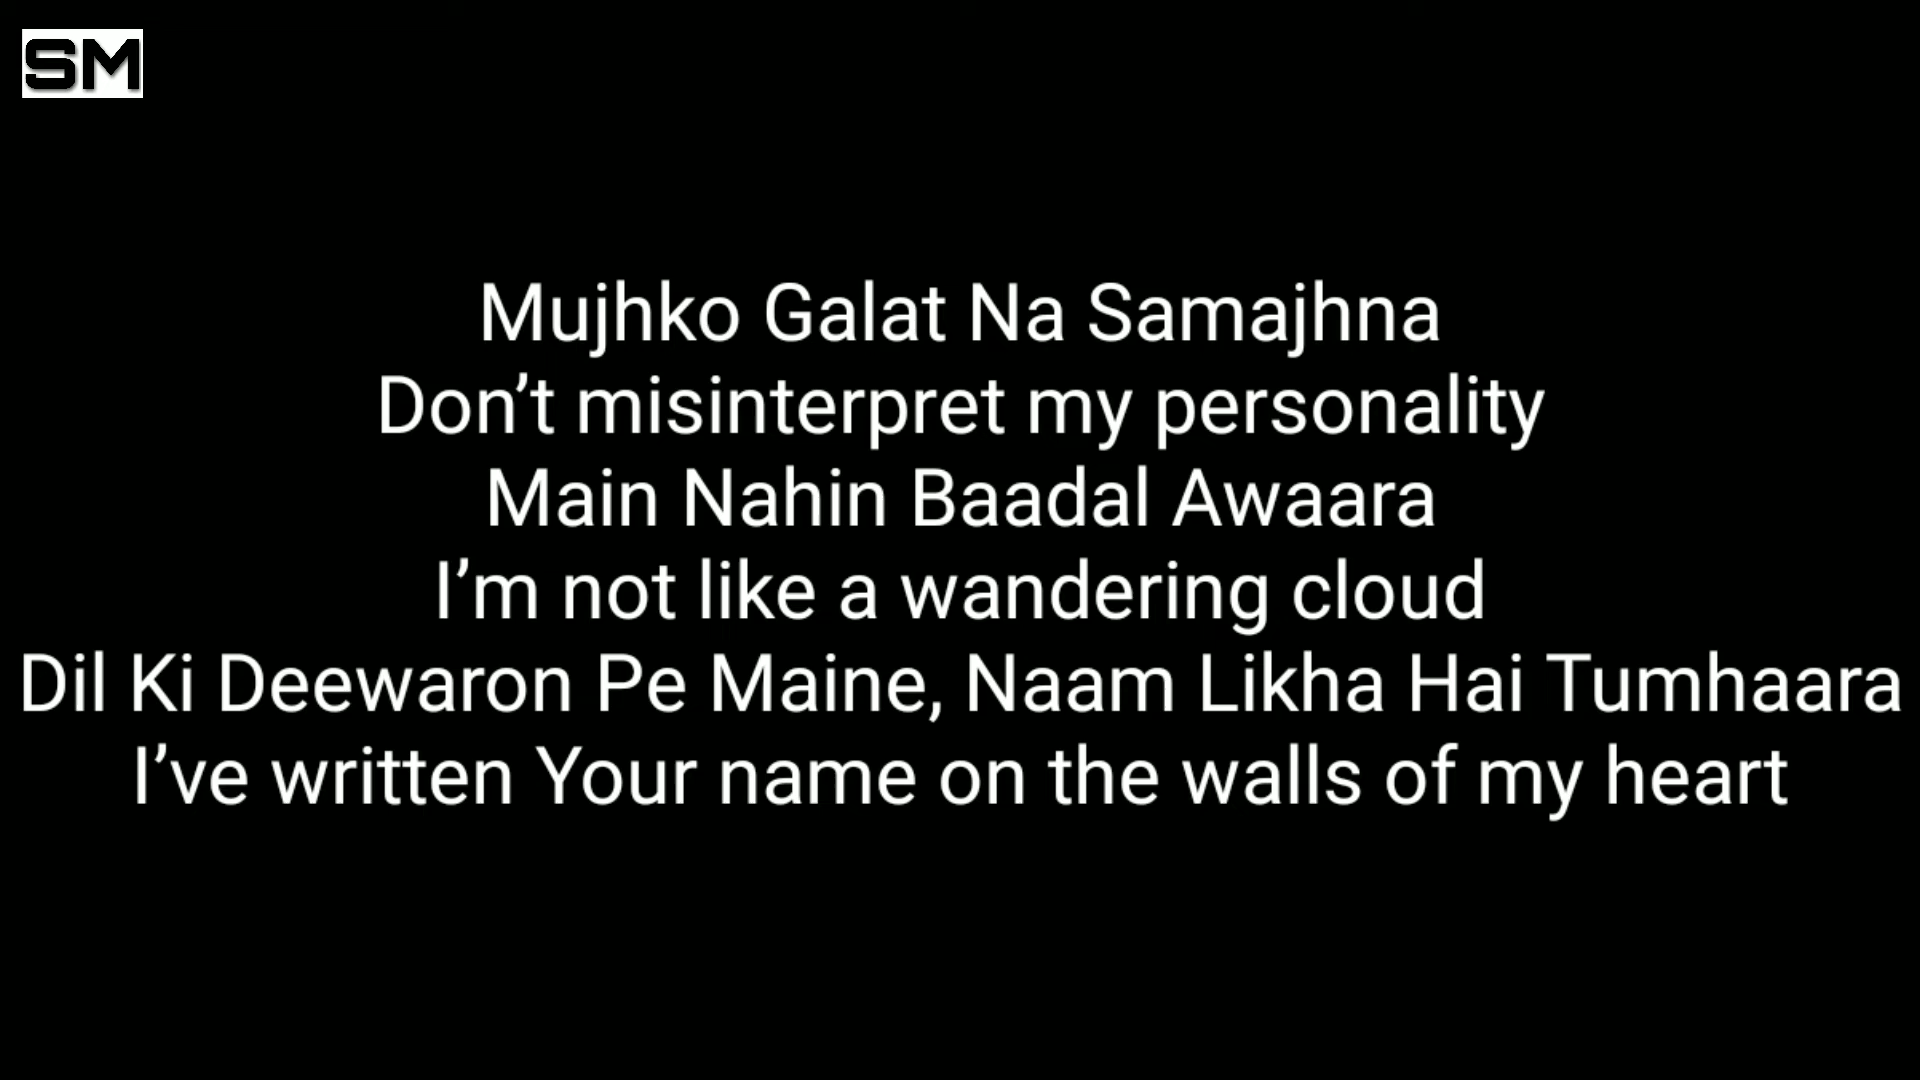 SM
Mujhko Galat Na Samajhna
Don’t misinterpret my personality
Main Nahin Baadal Awaara
I’m not like a wandering cloud
Dil Ki Deewaron Pe Maine, Naam Likha Hai Tumhaara
I’ve written Your name on the walls of my heart